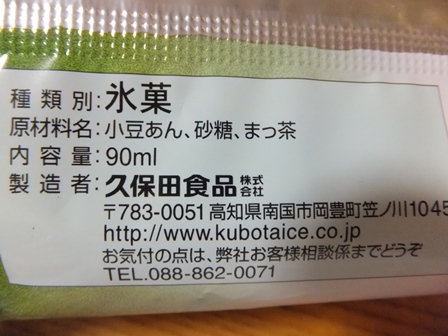 種類別:氷菓
原材料名:小豆あん、砂糖、まっ茶
内容量:90ml
製造者:久保田食品株式会社
〒783-0051高知県南国市岡豊町笠ノ川1045
http://www.kubotaice.co.jp
お気付の点は、弊社お客様相談係までどうぞ
TEL.088-862-0071